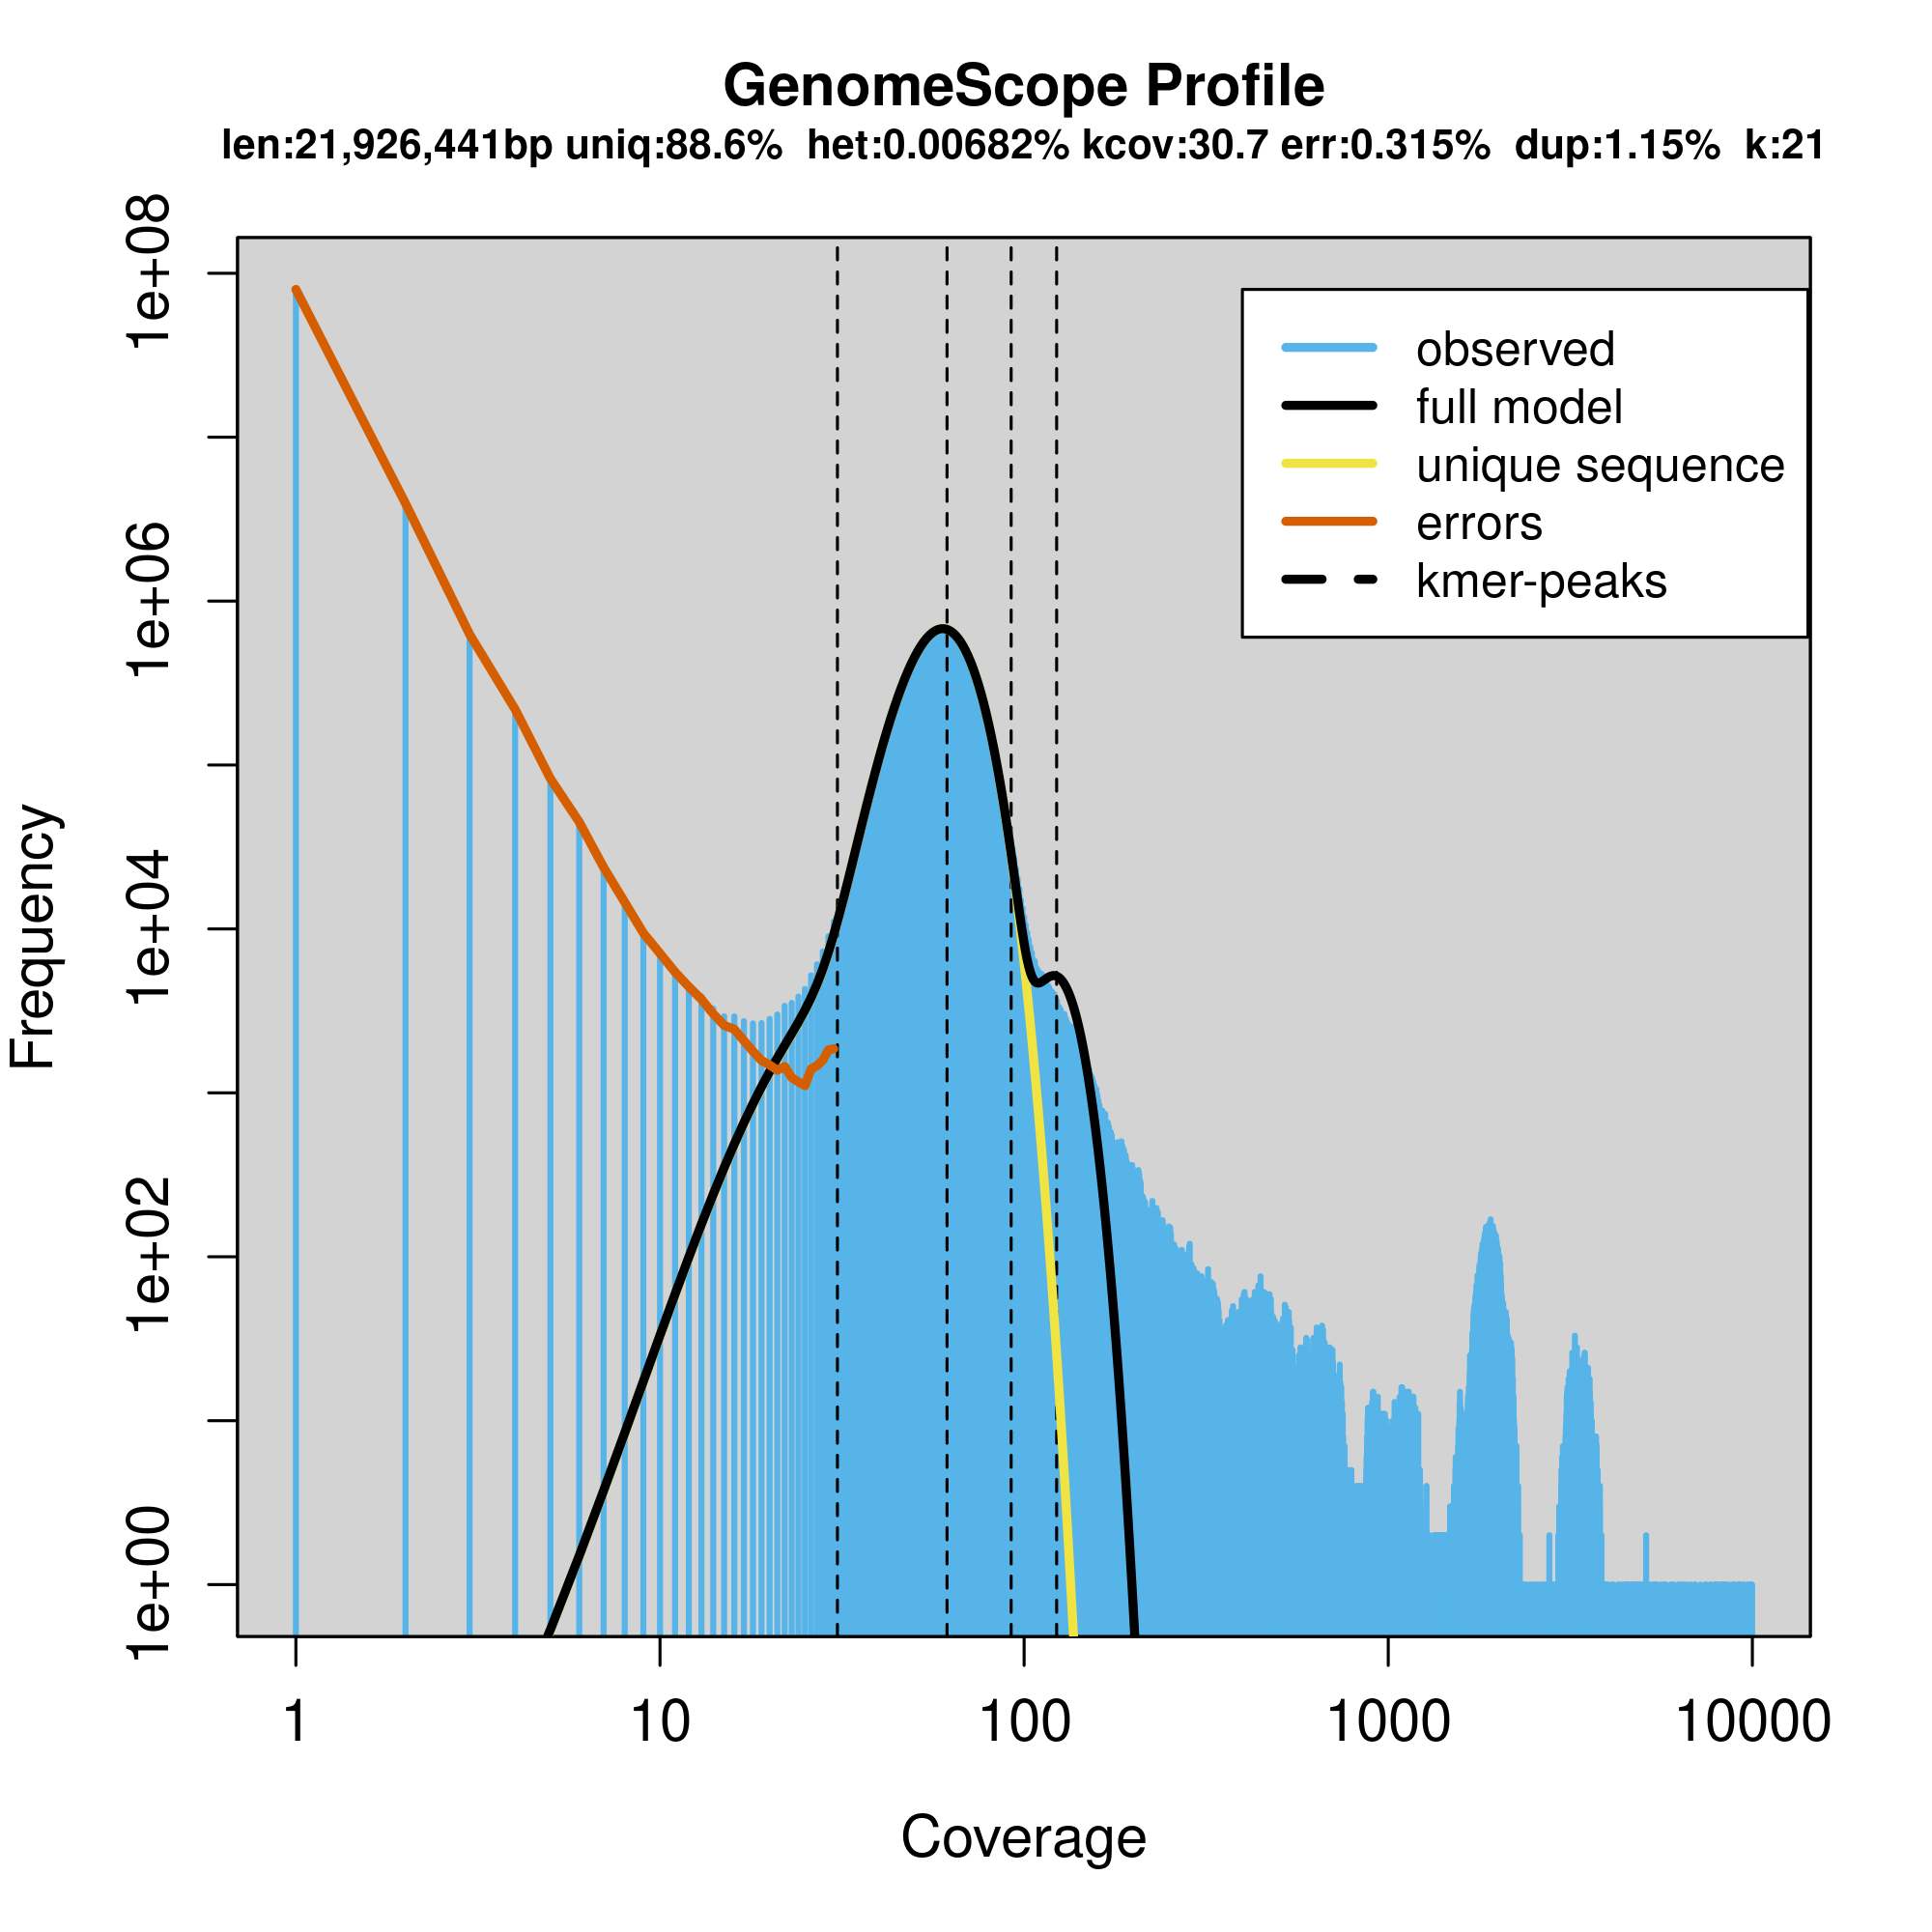 GenomeScope Profile
len:21,926,441bp uniq:88.6% het:0.00682% kcov:30.7 err:0.315% dup:1.15% k:21
Frequency
1e+08
1e+06
1e+04
1e+02
1e+00
observed
full model
unique sequence
errors
kmer-peaks
1 10 100 1000 10000
Coverage